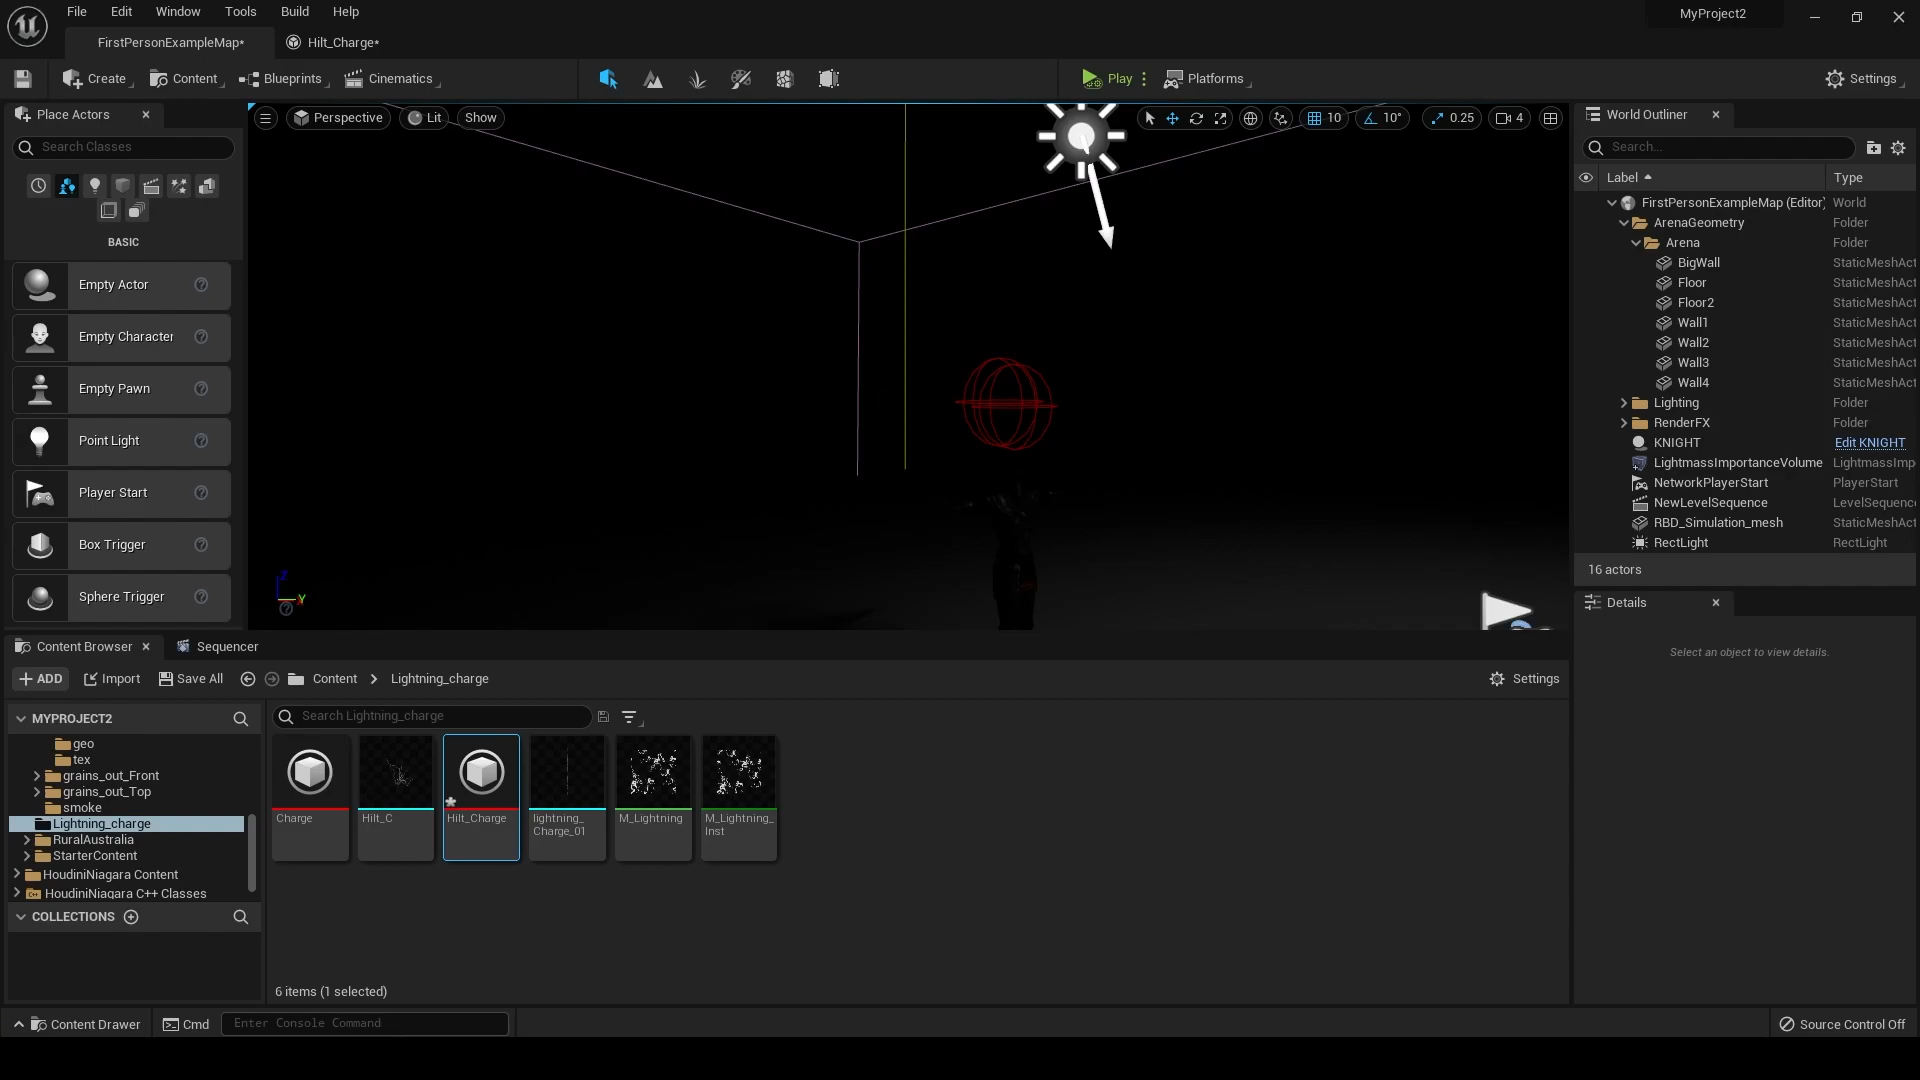 File Edit Window Tools Build Help
MyProject2
FirstPersonExampleMap*
Hilt_Charge*
Create
Content
Blueprints
Cinematics
Play
Platforms
Settings
Place Actors
Search Classes
BASIC
Empty Actor
Empty Character
Empty Pawn
Point Light
Player Start
Box Trigger
Sphere Trigger
Perspective
Lit
Show
10
10°
0.25
4
Z
Y
World Outliner
Search...
Label
Type
FirstPersonExampleMap (Editor) World
ArenaGeometry Folder
Arena Folder
BigWall StaticMeshAct
Floor StaticMeshAct
Floor2 StaticMeshAct
Wall1 StaticMeshAct
Wall2 StaticMeshAct
Wall3 StaticMeshAct
Wall4 StaticMeshAct
Lighting Folder
RenderFX Folder
KNIGHT Edit KNIGHT
LightmassImportanceVolume LightmassImp
NetworkPlayerStart PlayerStart
NewLevelSequence LevelSequence
RBD_Simulation_mesh StaticMeshAct
RectLight RectLight
16 actors
Details
Select an object to view details.
Content Browser
Sequencer
ADD
Import
Save All
Content
Lightning_charge
Settings
MYPROJECT2
geo
tex
grains_out_Front
grains_out_Top
smoke
Lightning_charge
RuralAustralia
StarterContent
HoudiniNiagara Content
HoudiniNiagara C++ Classes
COLLECTIONS
Search Lightning_charge
Charge
Hilt_C
Hilt_Charge
lightning_
Charge_01
M_Lightning
M_Lightning_
Inst
6 items (1 selected)
Content Drawer
Cmd
Enter Console Command
Source Control Off